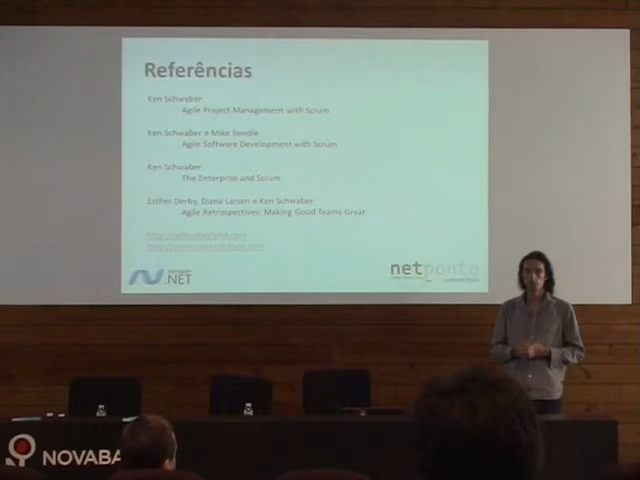 Referências
Ken Schwaber
Agile Project Management with Scrum
Ken Schwaber e Mike Beedle
Agile Software Development with Scrum
Ken Schwaber
The Enterprise and Scrum
Esther Derby, Diana Larsen e Ken Schwaber
Agile Retrospectives: Making Good Teams Great
Microsoft
.NET
netponto
NOVABA